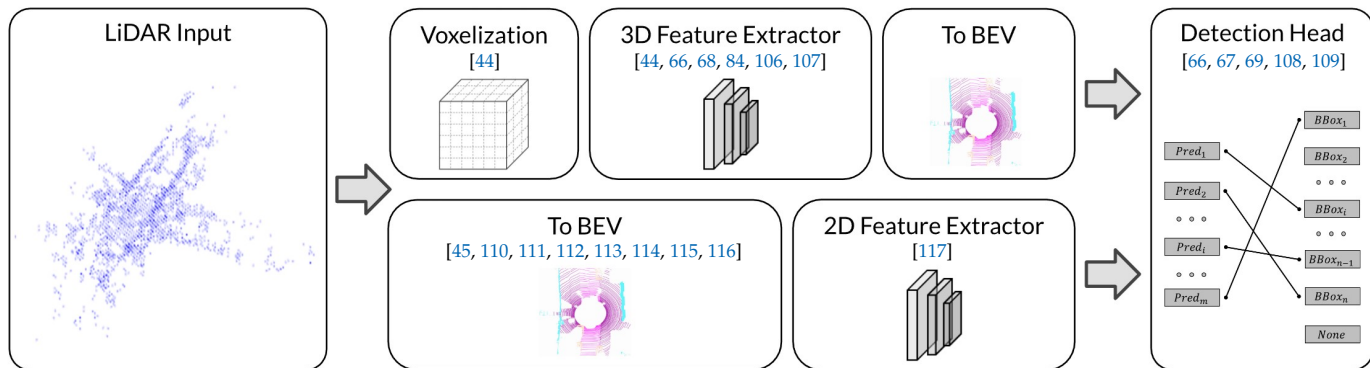 LiDAR Input
Voxelization
[44]
3D Feature Extractor
[44, 66, 68, 84, 106, 107]
To BEV
To BEV
[45, 110, 111, 112, 113, 114, 115, 116]
2D Feature Extractor
[117]
Detection Head
[66, 67, 69, 108, 109]
Pred₁
Pred₂
Predᵢ
Predₘ
BBox₁
BBox₂
BBoxᵢ
BBoxₙ₋₁
BBoxₙ
None